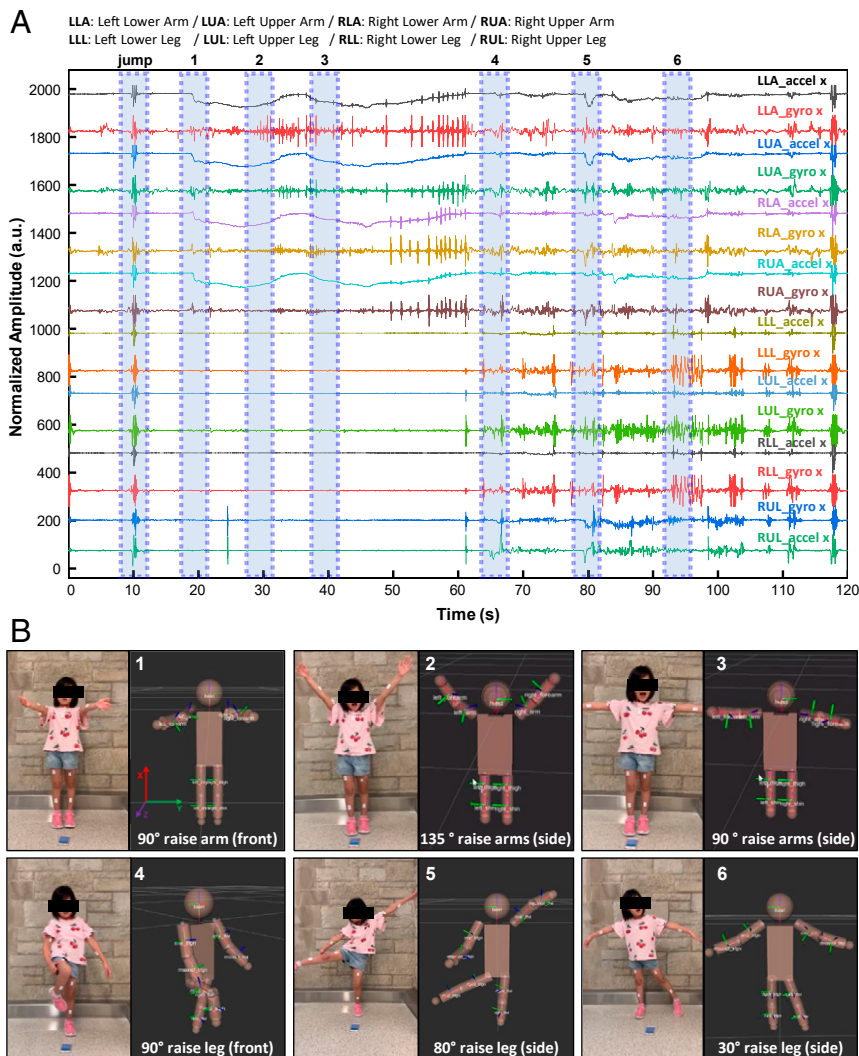 A
LLA: Left Lower Arm / LUA: Left Upper Arm / RLA: Right Lower Arm / RUA: Right Upper Arm
LLL: Left Lower Leg / LUL: Left Upper Leg / RLL: Right Lower Leg / RUL: Right Upper Leg
jump 1 2 3 4 5 6
2000
1800
1600
1400
1200
1000
800
600
400
200
0
Normalized Amplitude (a.u.)
LLA_accel x
LLA_gyro x
LUA_accel x
LUA_gyro x
RLA_accel x
RLA_gyro x
RUA_accel x
RUA_gyro x
LLL_accel x
LLL_gyro x
LUL_accel x
LUL_gyro x
RLL_accel x
RLL_gyro x
RUL_gyro x
RUL_accel x
0 10 20 30 40 50 60 70 80 90 100 110 120
Time (s)
B
1
X
Y
Z
90° raise arm (front)
2
left_forearm
right_forearm
right_arm
135 ° raise arms (side)
3
90 ° raise arms (side)
4
90° raise leg (front)
5
80° raise leg (side)
6
30° raise leg (side)